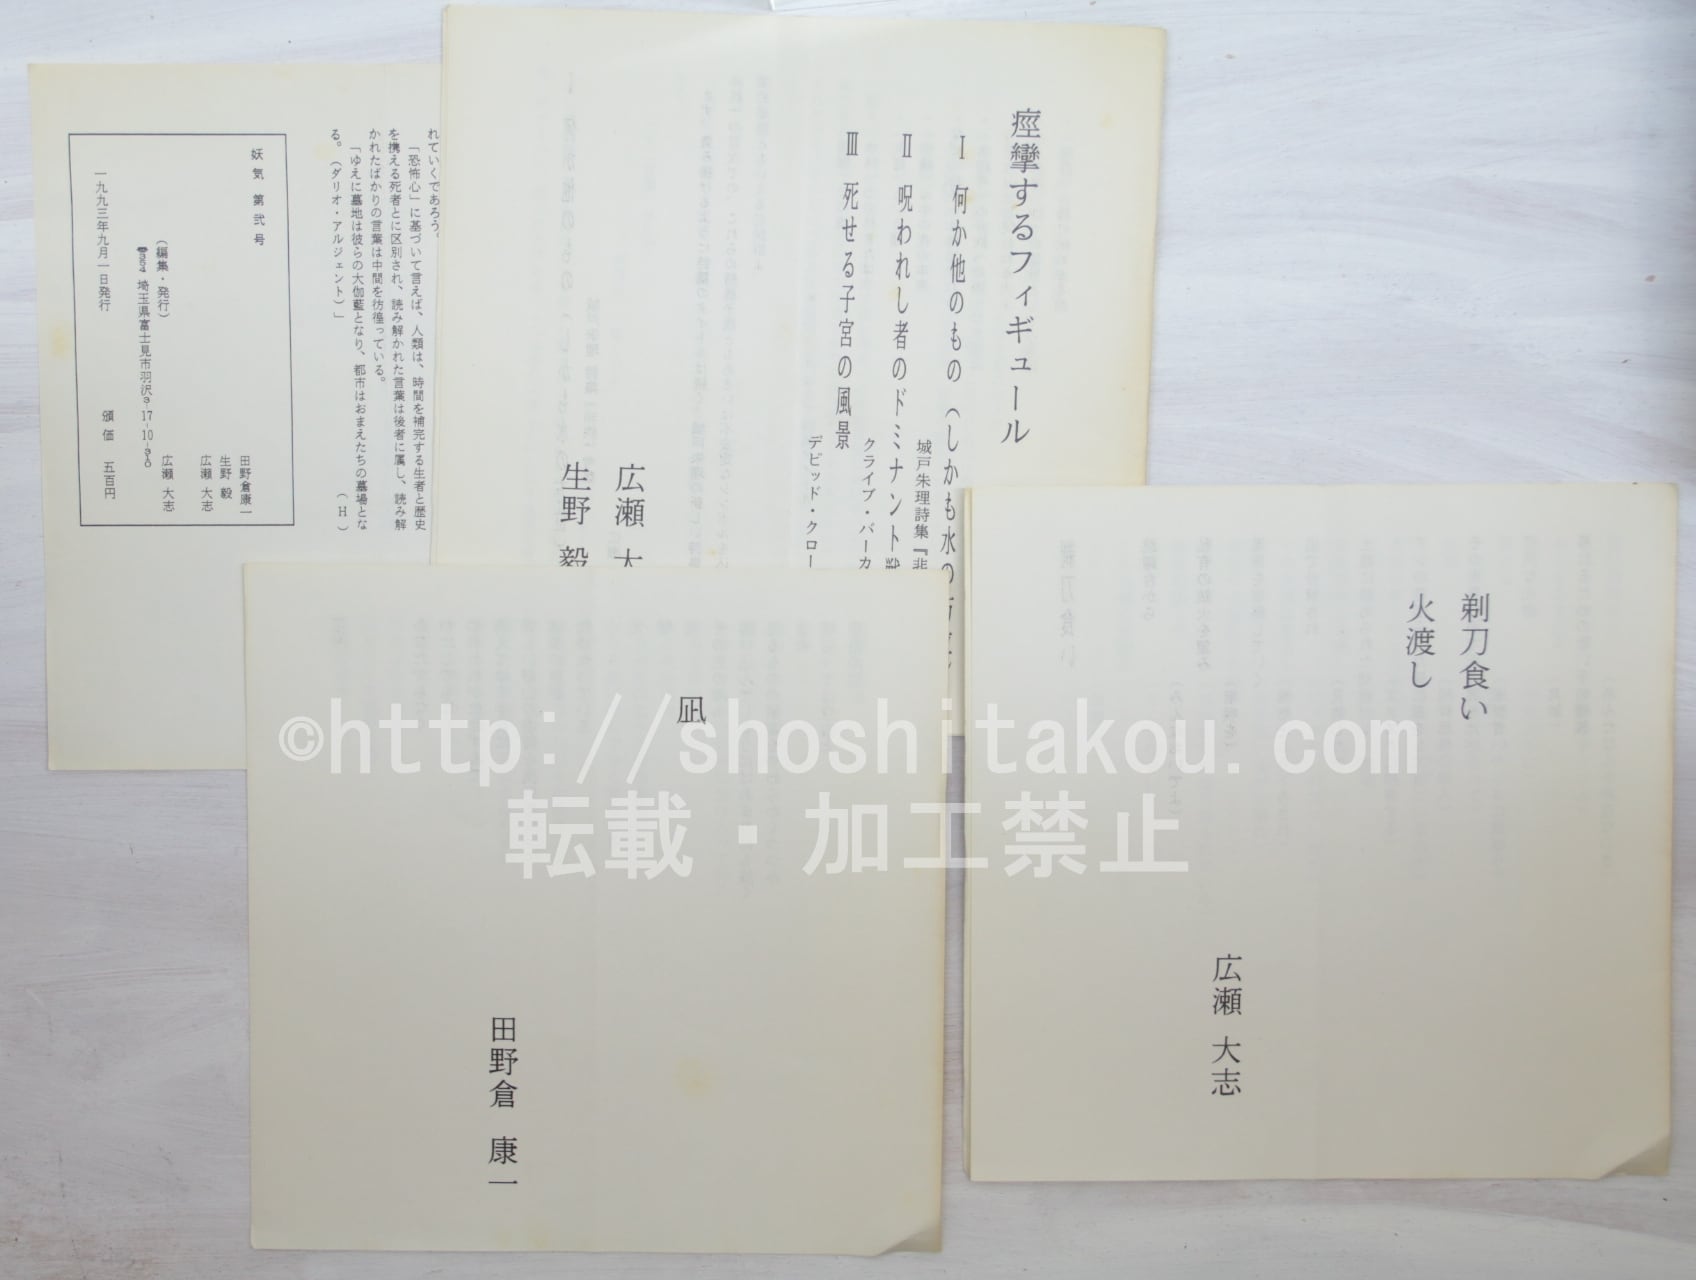 れていくであろう。
「恐怖心」に基づいて言えば、人類は、時間を補完する生者と歴史
を携える死者とに区別され、読み解かれた言葉は後者に属し、読み解
かれたばかりの言葉は中間を彷徨っている。
「ゆえに墓地は彼らの大伽藍となり、都市はおまえたちの墓場とな
る。(ダリオ・アルジェント)」
(H)
妖気 第弐号
田野倉康一
生野 毅
広瀬 大志
(編集・発行)
〒354 埼玉県富士見市羽沢3-17-10-310
広瀬 大志
一九九三年九月一日発行
頒価 五百円
痙攣するフィギュール
Ⅰ 何か他のもの(しかも水の
城戸朱理詩集『非
Ⅱ 呪われし者のドミナント
クライブ・バーカ
Ⅲ 死せる子宮の風景
デビッド・クロー
広瀬 大
生野 毅
剃刀食い
火渡し
広瀬 大志
凪
田野倉 康一
©http://shoshitakou.com
転載・加工禁止